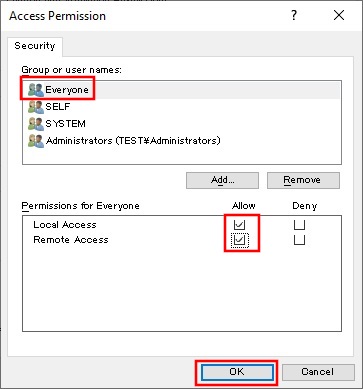 Access Permission
Security
Group or user names:
Everyone
SELF
SYSTEM
Administrators (TEST¥Administrators)
Add...
Remove
Permissions for Everyone
Allow
Deny
Local Access
Remote Access
OK
Cancel